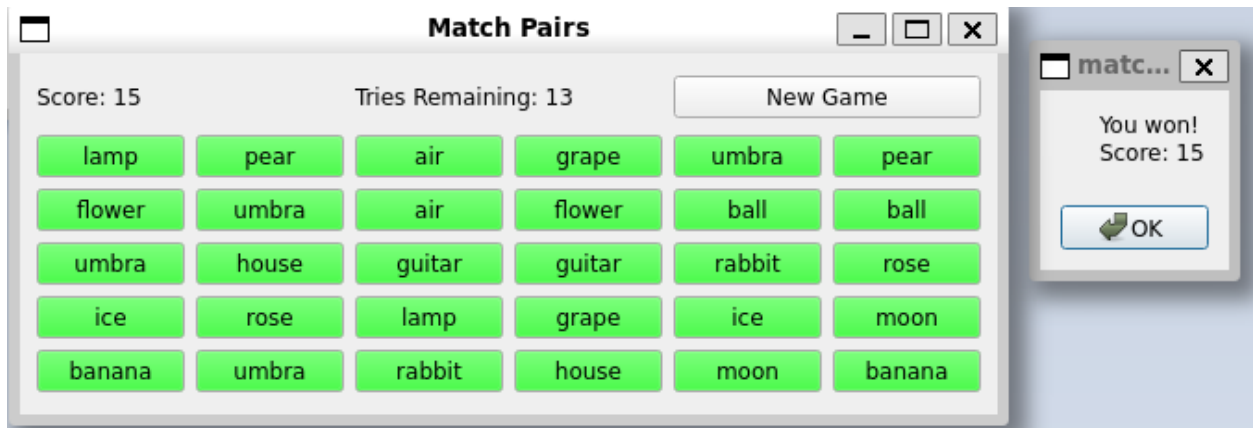 Match Pairs
Score: 15 Tries Remaining: 13 New Game
lamp pear air grape umbra pear
flower umbra air flower ball ball
umbra house guitar guitar rabbit rose
ice rose lamp grape ice moon
banana umbra rabbit house moon banana
matc...
You won!
Score: 15
OK